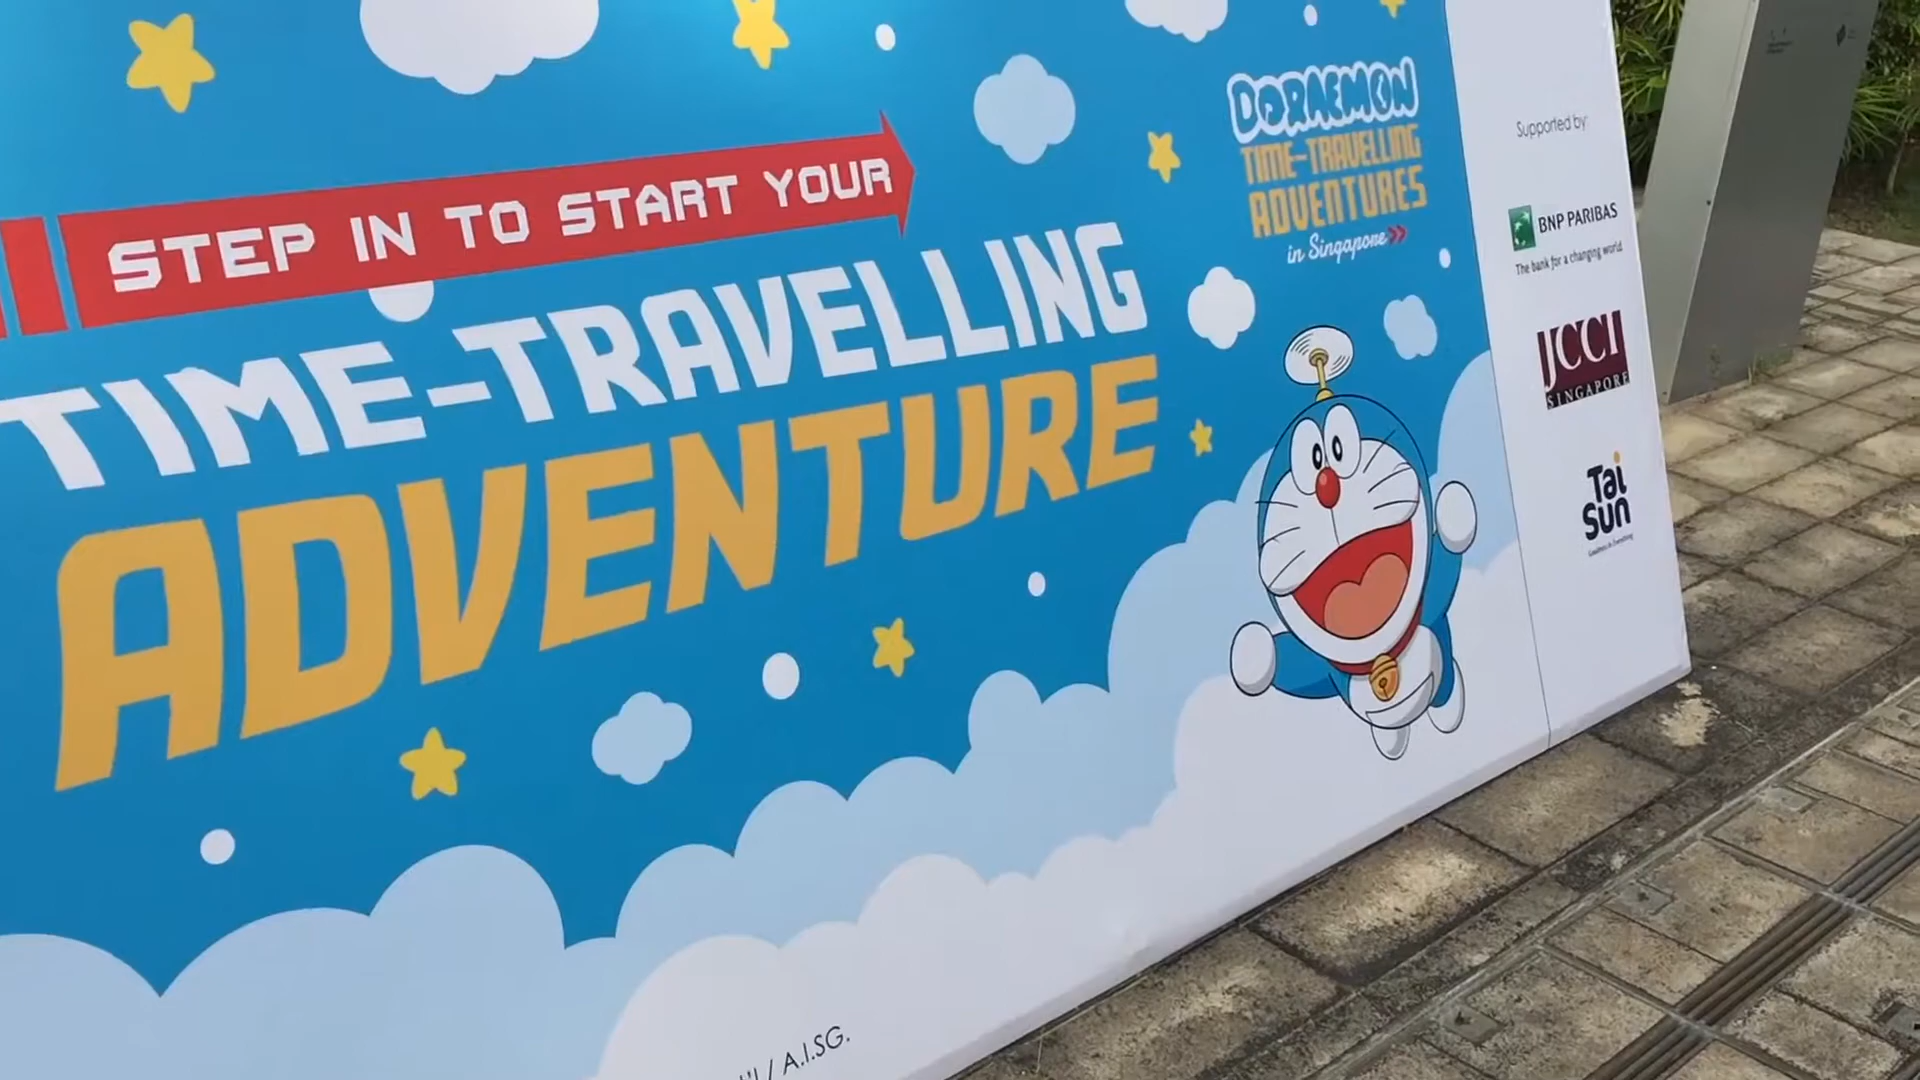 STEP IN TO START YOUR
TIME-TRAVELLING
ADVENTURE
DORAEMON
TIME-TRAVELLING
ADVENTURES
in Singapore
Supported by:
BNP PARIBAS
The bank for a changing world
JCCI
SINGAPORE
Tai
Sun
/ A.I.SG.